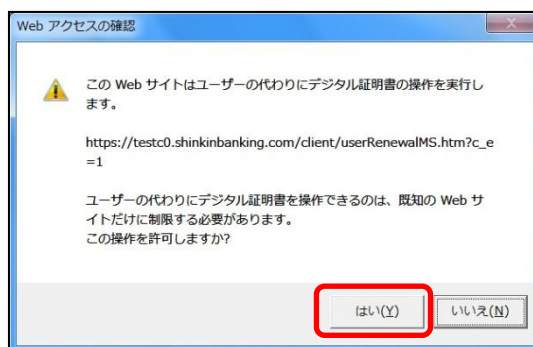 Web アクセスの確認
この Web サイトはユーザーの代わりにデジタル証明書の操作を実行し
ます。
https://testc0.shinkinbanking.com/client/userRenewalMS.htm?c_e
=1
ユーザーの代わりにデジタル証明書を操作できるのは、既知の Web サ
イトだけに制限する必要があります。
この操作を許可しますか?
はい(Y) いいえ(N)